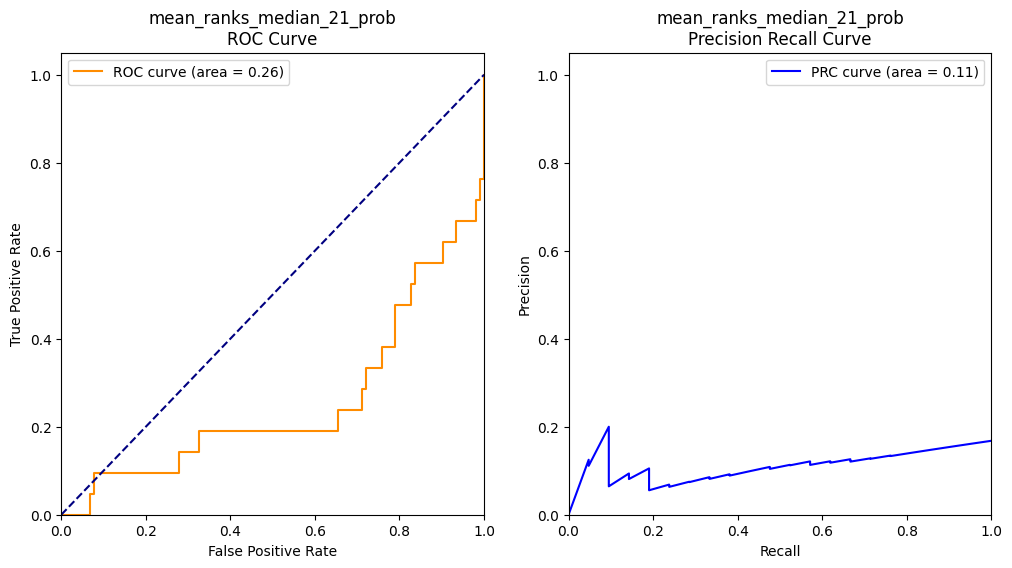 mean_ranks_median_21_prob
ROC Curve
ROC curve (area = 0.26)
1.0
0.8
0.6
0.4
0.2
0.0
True Positive Rate
0.0 0.2 0.4 0.6 0.8 1.0
False Positive Rate
mean_ranks_median_21_prob
Precision Recall Curve
PRC curve (area = 0.11)
1.0
0.8
0.6
0.4
0.2
0.0
Precision
0.0 0.2 0.4 0.6 0.8 1.0
Recall